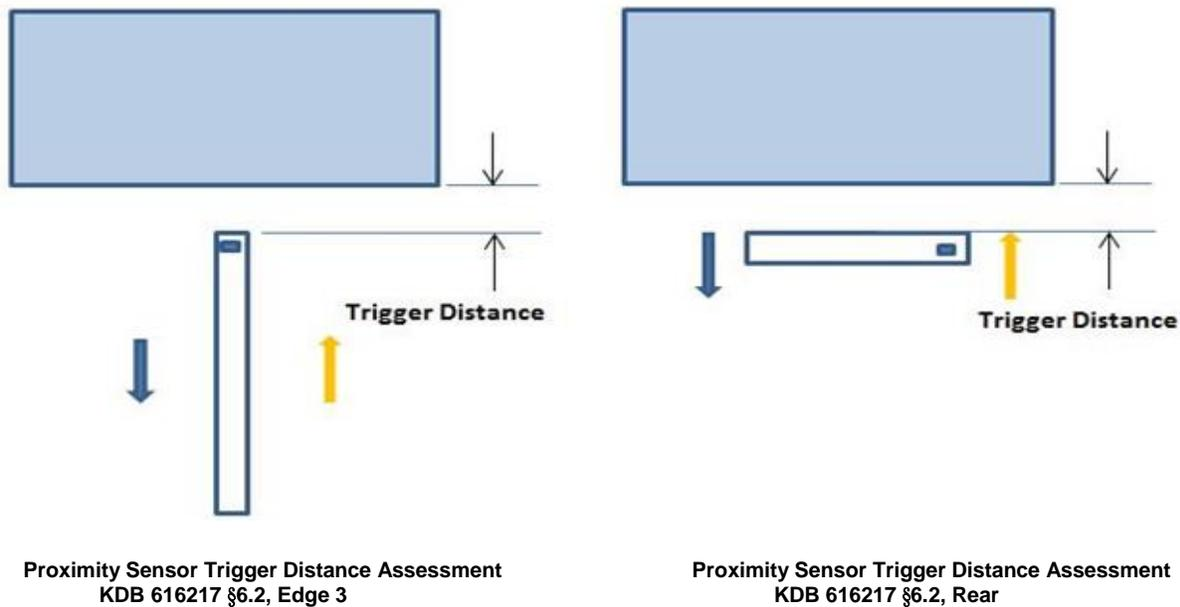 Trigger Distance
Trigger Distance
Proximity Sensor Trigger Distance Assessment
KDB 616217 §6.2, Edge 3
Proximity Sensor Trigger Distance Assessment
KDB 616217 §6.2, Rear